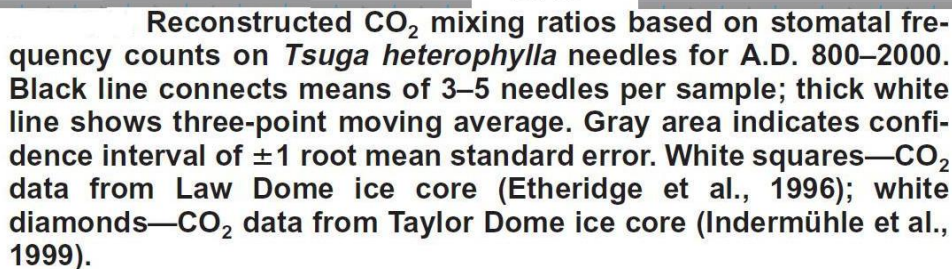 Reconstructed CO₂ mixing ratios based on stomatal fre-
quency counts on Tsuga heterophylla needles for A.D. 800–2000.
Black line connects means of 3–5 needles per sample; thick white
line shows three-point moving average. Gray area indicates confi-
dence interval of ±1 root mean standard error. White squares—CO₂
data from Law Dome ice core (Etheridge et al., 1996); white
diamonds—CO₂ data from Taylor Dome ice core (Indermühle et al.,
1999).